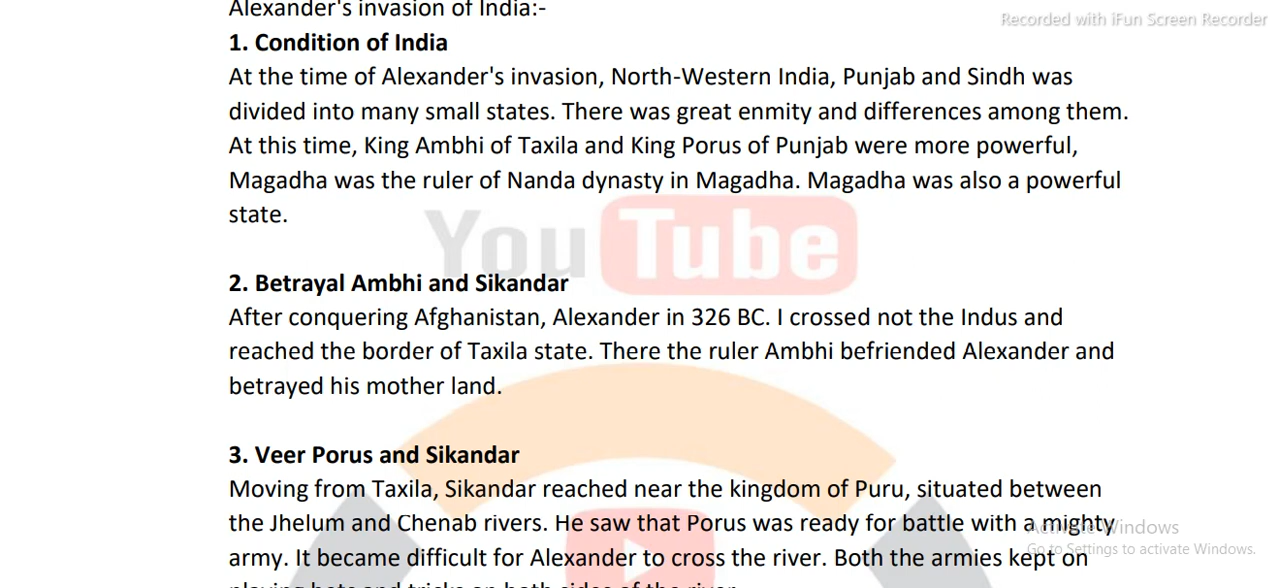 Alexander's invasion of India:-
Recorded with iFun Screen Recorder
1. Condition of India
At the time of Alexander's invasion, North-Western India, Punjab and Sindh was
divided into many small states. There was great enmity and differences among them.
At this time, King Ambhi of Taxila and King Porus of Punjab were more powerful,
Magadha was the ruler of Nanda dynasty in Magadha. Magadha was also a powerful
state.
YouTube
2. Betrayal Ambhi and Sikandar
After conquering Afghanistan, Alexander in 326 BC. I crossed not the Indus and
reached the border of Taxila state. There the ruler Ambhi befriended Alexander and
betrayed his mother land.
3. Veer Porus and Sikandar
Moving from Taxila, Sikandar reached near the kingdom of Puru, situated between
the Jhelum and Chenab rivers. He saw that Porus was ready for battle with a mighty
Activate Windows
Go to Settings to activate Windows.
army. It became difficult for Alexander to cross the river. Both the armies kept on